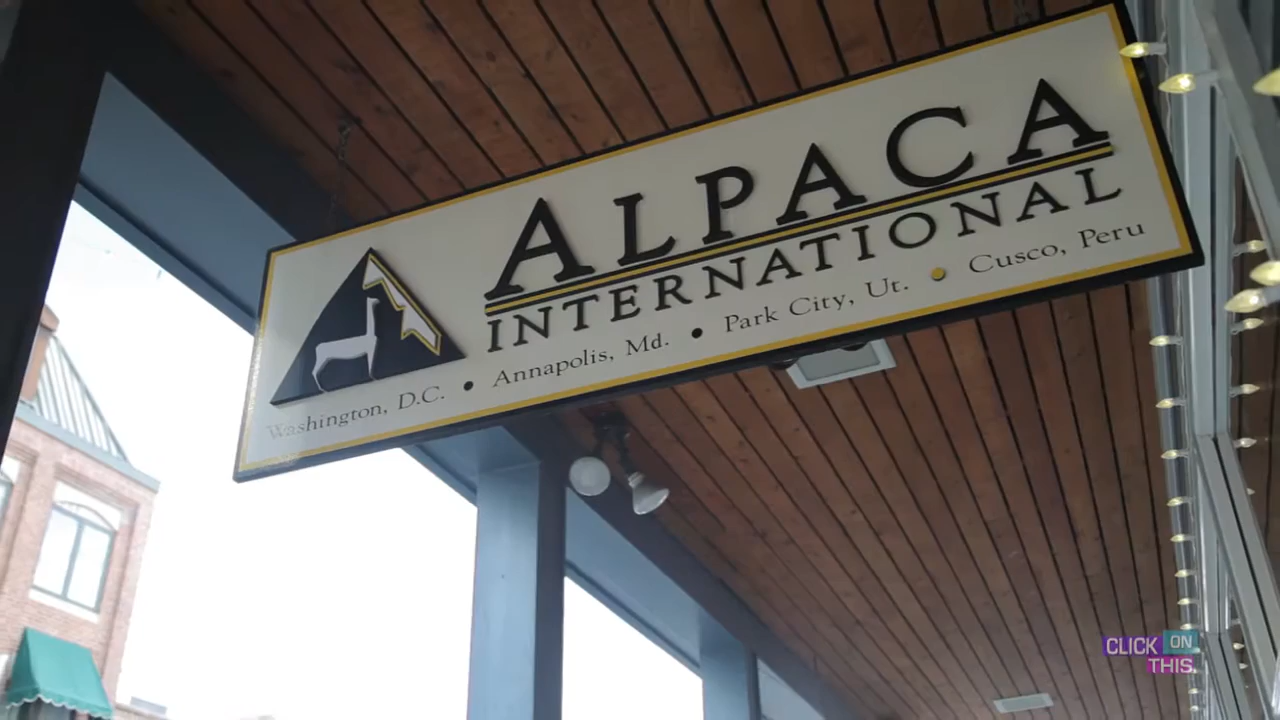 ALPACA
INTERNATIONAL
Washington, D.C. • Annapolis, Md. • Park City, Ut. • Cusco, Peru
CLICK ON
THIS.